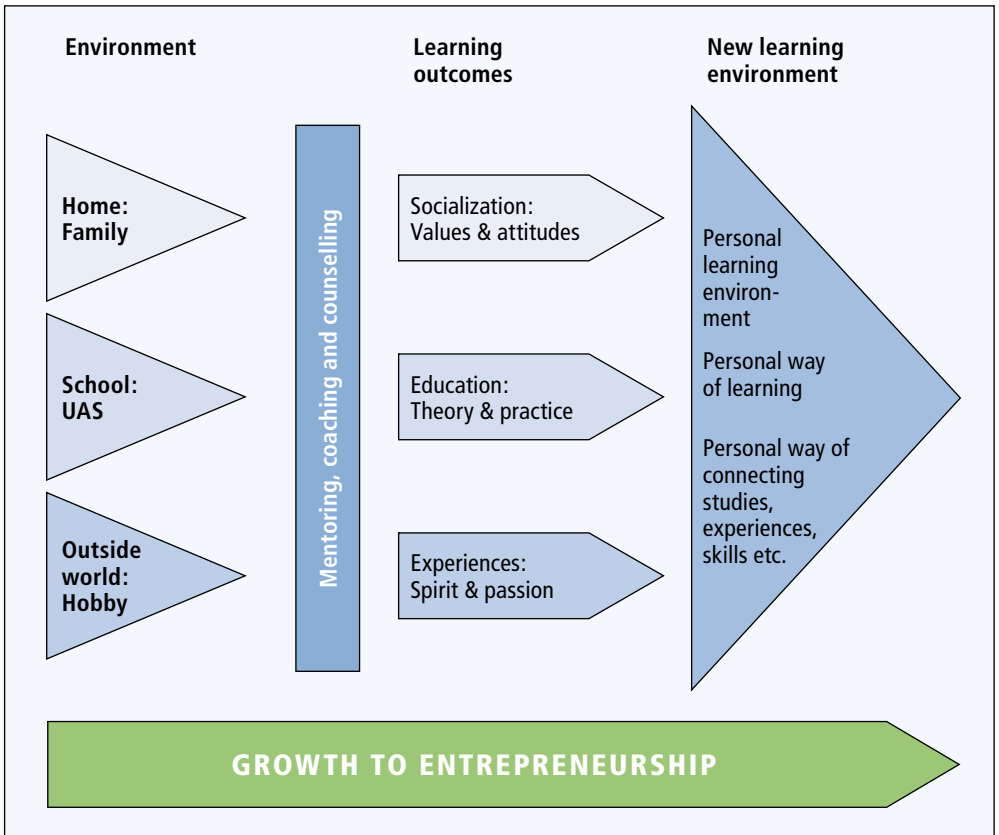 Environment
Learning
outcomes
New learning
environment
Home:
Family
School:
UAS
Outside
world:
Hobby
Mentoring, coaching and counselling
Socialization:
Values & attitudes
Education:
Theory & practice
Experiences:
Spirit & passion
Personal
learning
environ-
ment
Personal way
of learning
Personal way of
connecting
studies,
experiences,
skills etc.
GROWTH TO ENTREPRENEURSHIP